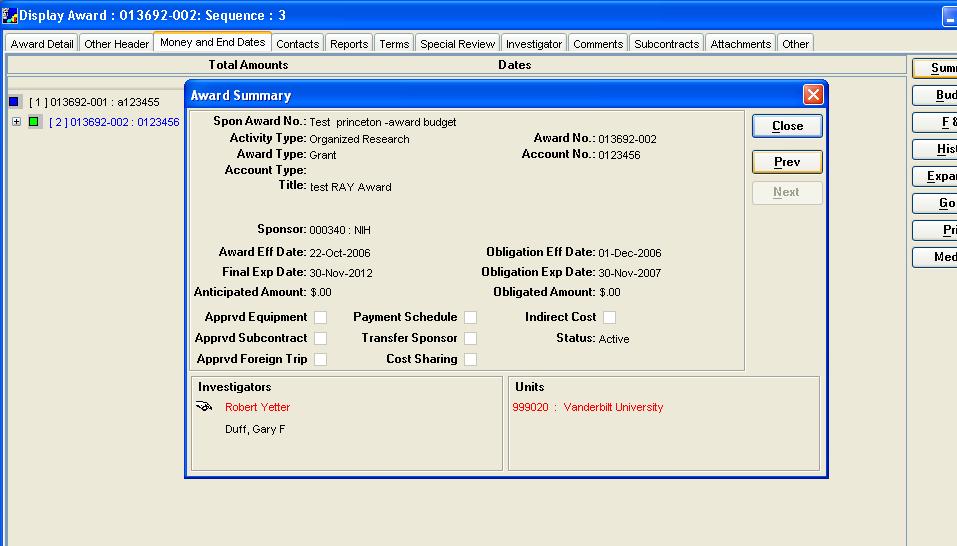 Display Award : 013692-002: Sequence : 3
Award Detail Other Header Money and End Dates Contacts Reports Terms Special Review Investigator Comments Subcontracts Attachments Other
Total Amounts Dates
[ 1 ] 013692-001 : a123455
[ 2 ] 013692-002 : 0123456
Award Summary
Spon Award No.: Test princeton -award budget
Activity Type: Organized Research Award No.: 013692-002
Award Type: Grant Account No.: 0123456
Account Type:
Title: test RAY Award
Sponsor: 000340 : NIH
Award Eff Date: 22-Oct-2006 Obligation Eff Date: 01-Dec-2006
Final Exp Date: 30-Nov-2012 Obligation Exp Date: 30-Nov-2007
Anticipated Amount: $.00 Obligated Amount: $.00
Apprvd Equipment Payment Schedule Indirect Cost
Apprvd Subcontract Transfer Sponsor Status: Active
Apprvd Foreign Trip Cost Sharing
Investigators Units
Robert Yetter 999020 : Vanderbilt University
Duff, Gary F
Close
Prev
Next
Sum
Bud
F &
His
Expa
Go
Pri
Med